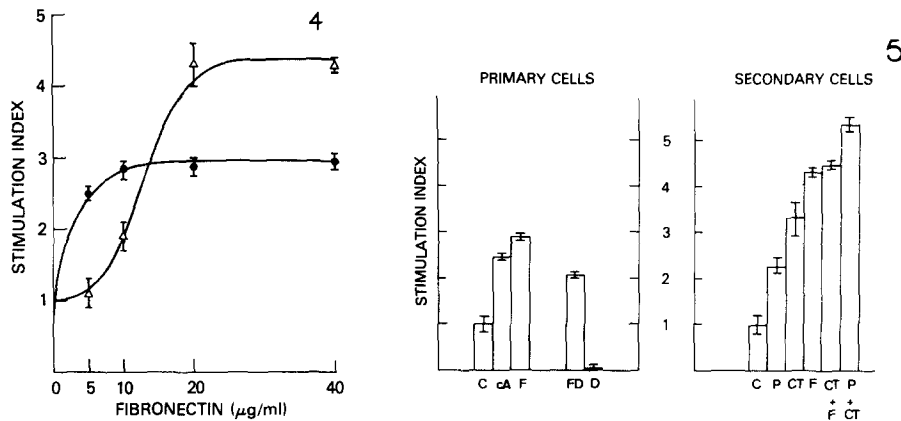 4
5
4
3
2
1
STIMULATION INDEX
0 5 10 20 40
FIBRONECTIN (μg/ml)
5
PRIMARY CELLS
STIMULATION INDEX
C cA F FD D
SECONDARY CELLS
5
4
3
2
1
C P CT F CT + F P + CT